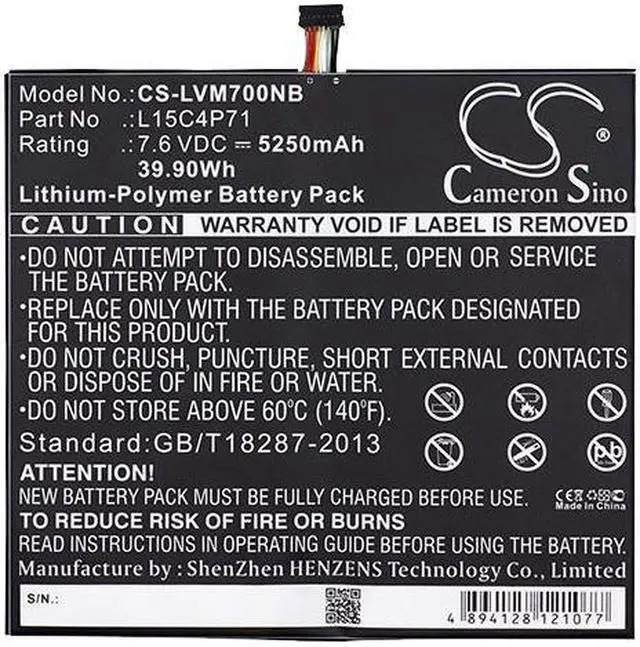 Model No.:CS-LVM700NB
Part No :L15C4P71
Rating :7.6 VDC⎓5250mAh
39.90Wh
Lithium-Polymer Battery Pack
CS
®
Cameron Sino
CAUTION WARRANTY VOID IF LABEL IS REMOVED
•DO NOT ATTEMPT TO DISASSEMBLE, OPEN OR SERVICE
THE BATTERY PACK.
•REPLACE ONLY WITH THE BATTERY PACK DESIGNATED
FOR THIS PRODUCT.
•DO NOT CRUSH, PUNCTURE, SHORT EXTERNAL CONTACTS
OR DISPOSE OF IN FIRE OR WATER.
•DO NOT STORE ABOVE 60°C (140°F).
Standard:GB/T18287-2013
Pb
ATTENTION!
NEW BATTERY PACK MUST BE FULLY CHARGED BEFORE USE.
CE
Made In China
TO REDUCE RISK OF FIRE OR BURNS
READ INSTRUCTIONS IN OPERATING GUIDE BEFORE USING THE BATTERY.
Manufacture by : ShenZhen HENZENS Technology Co., Limited
S/N.:
4 894128 121077